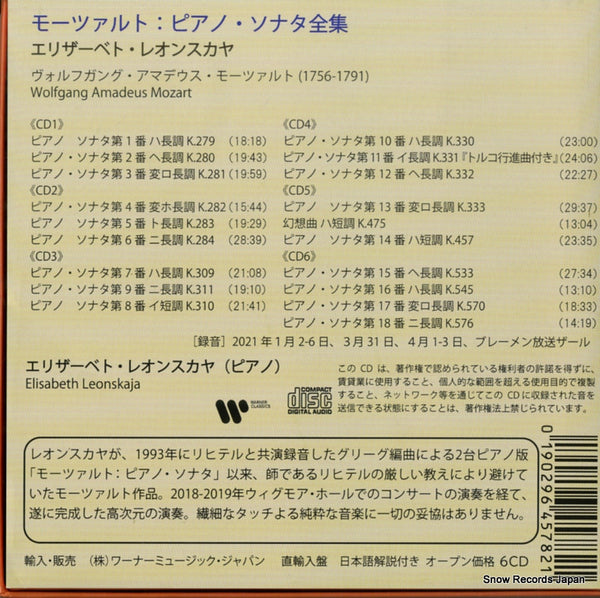 モーツァルト：ピアノ・ソナタ全集
エリザーベト・レオンスカヤ
ヴォルフガング・アマデウス・モーツァルト (1756-1791)
Wolfgang Amadeus Mozart
《CD1》
ピアノ　ソナタ第 1 番 ハ長調 K.279　(18:18)
ピアノ・ソナタ第 2 番 ヘ長調 K.280　(19:43)
ピアノ・ソナタ第 3 番 変ロ長調 K.281 (19:59)
《CD2》
ピアノ・ソナタ第 4 番 変ホ長調 K.282 (15:44)
ピアノ　ソナタ第 5 番 ト長調 K.283　(19:29)
ピアノ　ソナタ第 6 番 ニ長調 K.284　(28:39)
《CD3》
ピアノ・ソナタ第 7 番 ハ長調 K.309　(21:08)
ピアノ・ソナタ第 9 番 ニ長調 K.311　(19:10)
ピアノ　ソナタ第 8 番 イ短調 K.310　(21:41)
《CD4》
ピアノ・ソナタ第 10 番 ハ長調 K.330　(23:00)
ピアノ・ソナタ第 11 番 イ長調 K.331『トルコ行進曲付き』(24:06)
ピアノ・ソナタ第 12 番 ヘ長調 K.332　(22:27)
《CD5》
ピアノ　ソナタ第 13 番 変ロ長調 K.333　(29:37)
幻想曲 ハ短調 K.475　(13:04)
ピアノ　ソナタ第 14 番 ハ短調 K.457　(23:35)
《CD6》
ピアノ・ソナタ第 15 番 ヘ長調 K.533　(27:34)
ピアノ・ソナタ第 16 番 ハ長調 K.545　(13:10)
ピアノ・ソナタ第 17 番 変ロ長調 K.570　(18:33)
ピアノ・ソナタ第 18 番 ニ長調 K.576　(14:19)
［録音］2021 年 1 月 2-6 日、3 月 31 日、4 月 1-3 日、ブレーメン放送ザール
エリザーベト・レオンスカヤ（ピアノ）
Elisabeth Leonskaja
WARNER CLASSICS
COMPACT disc DIGITAL AUDIO
この CD は、著作権で認められている権利者の許諾を得ずに、
賃貸業に使用すること、個人的な範囲を超える使用目的で複製
すること、ネットワーク等を通じてこの CD に収録された音を
送信できる状態にすることは、著作権法上禁じられています。
レオンスカヤが、1993年にリヒテルと共演録音したグリーグ編曲による2台ピアノ版
「モーツァルト：ピアノ・ソナタ」以来、師であるリヒテルの厳しい教えにより避けて
いたモーツァルト作品。2018-2019年ウィグモア・ホールでのコンサートの演奏を経て、
遂に完成した高次元の演奏。繊細なタッチよる純粋な音楽に一切の妥協はありません。
0190296457821
輸入・販売　（株）ワーナーミュージック・ジャパン　直輸入盤　日本語解説付き　オープン価格　6CD
Snow Records-Japan